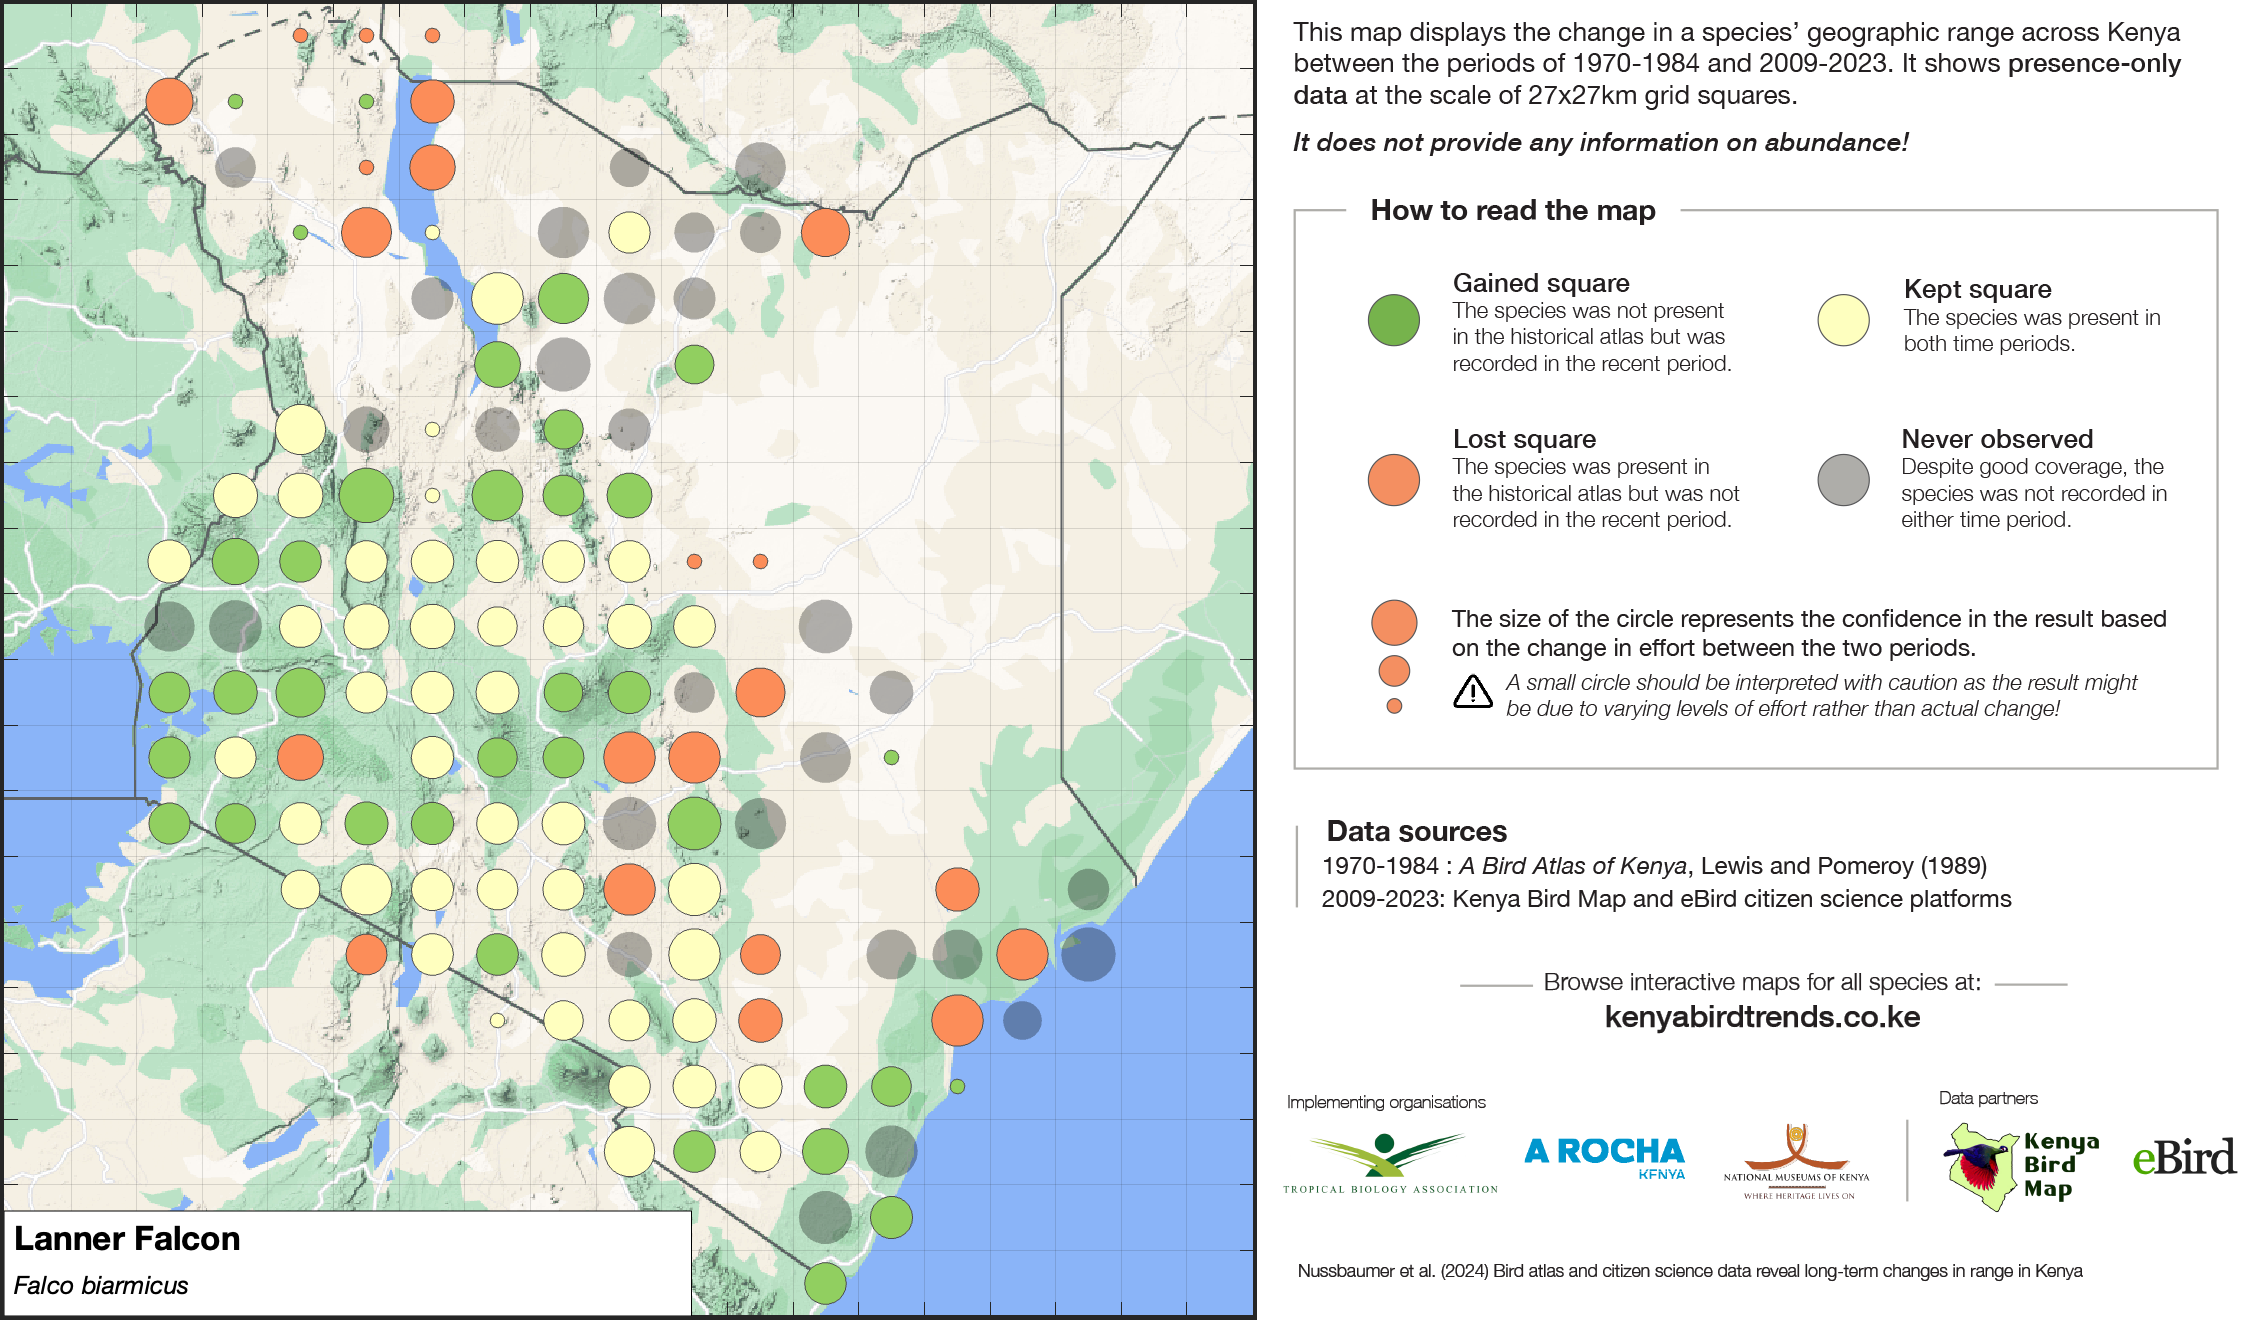 This map displays the change in a species’ geographic range across Kenya
between the periods of 1970-1984 and 2009-2023. It shows presence-only
data at the scale of 27x27km grid squares.
It does not provide any information on abundance!
How to read the map
Gained square
The species was not present
in the historical atlas but was
recorded in the recent period.
Kept square
The species was present in
both time periods.
Lost square
The species was present in
the historical atlas but was not
recorded in the recent period.
Never observed
Despite good coverage, the
species was not recorded in
either time period.
The size of the circle represents the confidence in the result based
on the change in effort between the two periods.
A small circle should be interpreted with caution as the result might
be due to varying levels of effort rather than actual change!
Data sources
1970-1984 : A Bird Atlas of Kenya, Lewis and Pomeroy (1989)
2009-2023: Kenya Bird Map and eBird citizen science platforms
Browse interactive maps for all species at:
kenyabirdtrends.co.ke
Implementing organisations
Data partners
TROPICAL BIOLOGY ASSOCIATION
A ROCHA
KENYA
NATIONAL MUSEUMS OF KENYA
WHERE HERITAGE LIVES ON
Kenya
Bird
Map
eBird
Lanner Falcon
Falco biarmicus
Nussbaumer et al. (2024) Bird atlas and citizen science data reveal long-term changes in range in Kenya